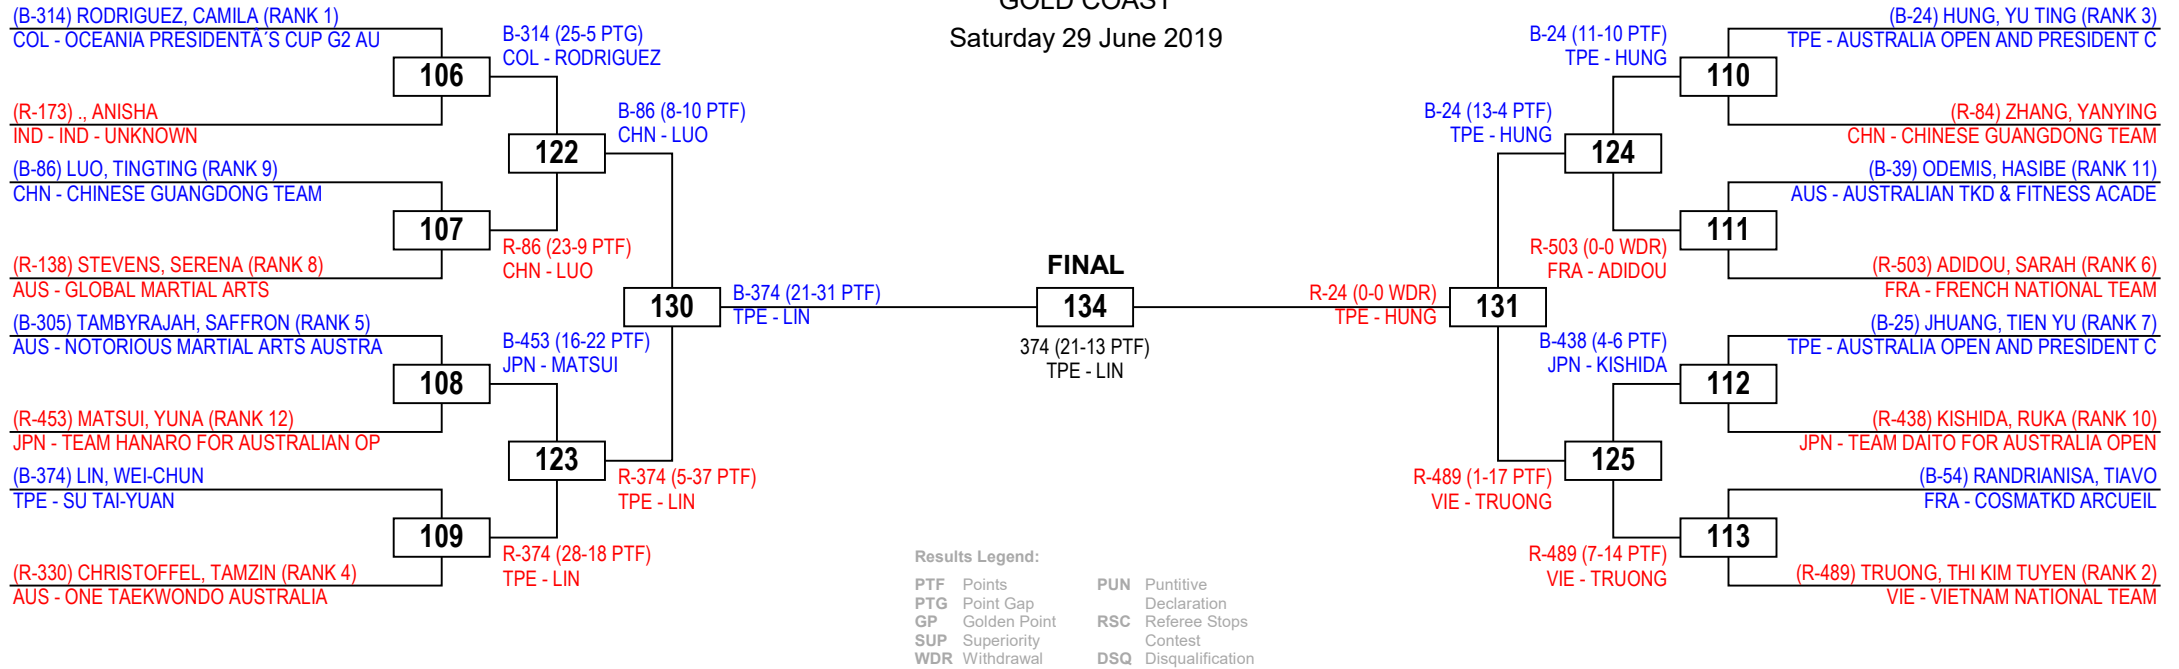 GOLD COAST
Saturday 29 June 2019
(B-314) RODRIGUEZ, CAMILA (RANK 1)
COL - OCEANIA PRESIDENTÂ´S CUP G2 AU
106
(R-173) ., ANISHA
IND - IND - UNKNOWN
(B-86) LUO, TINGTING (RANK 9)
CHN - CHINESE GUANGDONG TEAM
107
(R-138) STEVENS, SERENA (RANK 8)
AUS - GLOBAL MARTIAL ARTS
(B-305) TAMBYRAJAH, SAFFRON (RANK 5)
AUS - NOTORIOUS MARTIAL ARTS AUSTRA
108
(R-453) MATSUI, YUNA (RANK 12)
JPN - TEAM HANARO FOR AUSTRALIAN OP
(B-374) LIN, WEI-CHUN
TPE - SU TAI-YUAN
109
(R-330) CHRISTOFFEL, TAMZIN (RANK 4)
AUS - ONE TAEKWONDO AUSTRALIA
B-314 (25-5 PTG)
COL - RODRIGUEZ
122
R-86 (23-9 PTF)
CHN - LUO
B-453 (16-22 PTF)
JPN - MATSUI
123
R-374 (28-18 PTF)
TPE - LIN
B-86 (8-10 PTF)
CHN - LUO
130
R-374 (5-37 PTF)
TPE - LIN
B-374 (21-31 PTF)
TPE - LIN
FINAL
134
374 (21-13 PTF)
TPE - LIN
R-24 (0-0 WDR)
TPE - HUNG
B-24 (13-4 PTF)
TPE - HUNG
131
R-489 (1-17 PTF)
VIE - TRUONG
B-24 (11-10 PTF)
TPE - HUNG
124
R-503 (0-0 WDR)
FRA - ADIDOU
B-438 (4-6 PTF)
JPN - KISHIDA
125
R-489 (7-14 PTF)
VIE - TRUONG
(B-24) HUNG, YU TING (RANK 3)
TPE - AUSTRALIA OPEN AND PRESIDENT C
110
(R-84) ZHANG, YANYING
CHN - CHINESE GUANGDONG TEAM
(B-39) ODEMIS, HASIBE (RANK 11)
AUS - AUSTRALIAN TKD & FITNESS ACADE
111
(R-503) ADIDOU, SARAH (RANK 6)
FRA - FRENCH NATIONAL TEAM
(B-25) JHUANG, TIEN YU (RANK 7)
TPE - AUSTRALIA OPEN AND PRESIDENT C
112
(R-438) KISHIDA, RUKA (RANK 10)
JPN - TEAM DAITO FOR AUSTRALIA OPEN
(B-54) RANDRIANISA, TIAVO
FRA - COSMATKD ARCUEIL
113
(R-489) TRUONG, THI KIM TUYEN (RANK 2)
VIE - VIETNAM NATIONAL TEAM
Results Legend:
PTF Points
PTG Point Gap
GP Golden Point
SUP Superiority
WDR Withdrawal
PUN Puntitive
Declaration
RSC Referee Stops
Contest
DSQ Disqualification